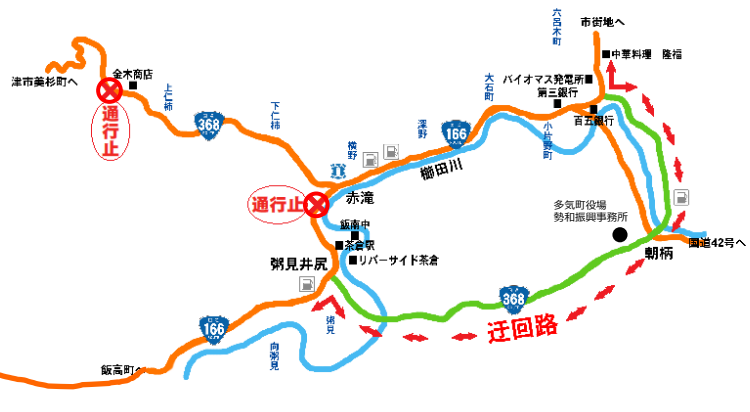 市街地へ
六呂木町
中華料理 隆福
バイオマス発電所
第三銀行
百五銀行
大石町
小片野町
津市美杉町へ
金木商店
通行止
上仁柿
368
下仁柿
深野
横野
166
櫛田川
赤滝
通行止
飯南中
茶倉駅
リバーサイド茶倉
粥見井尻
多気町役場
勢和振興事務所
国道42号へ
朝柄
368
迂回路
粥見
166
向粥見
飯高町へ